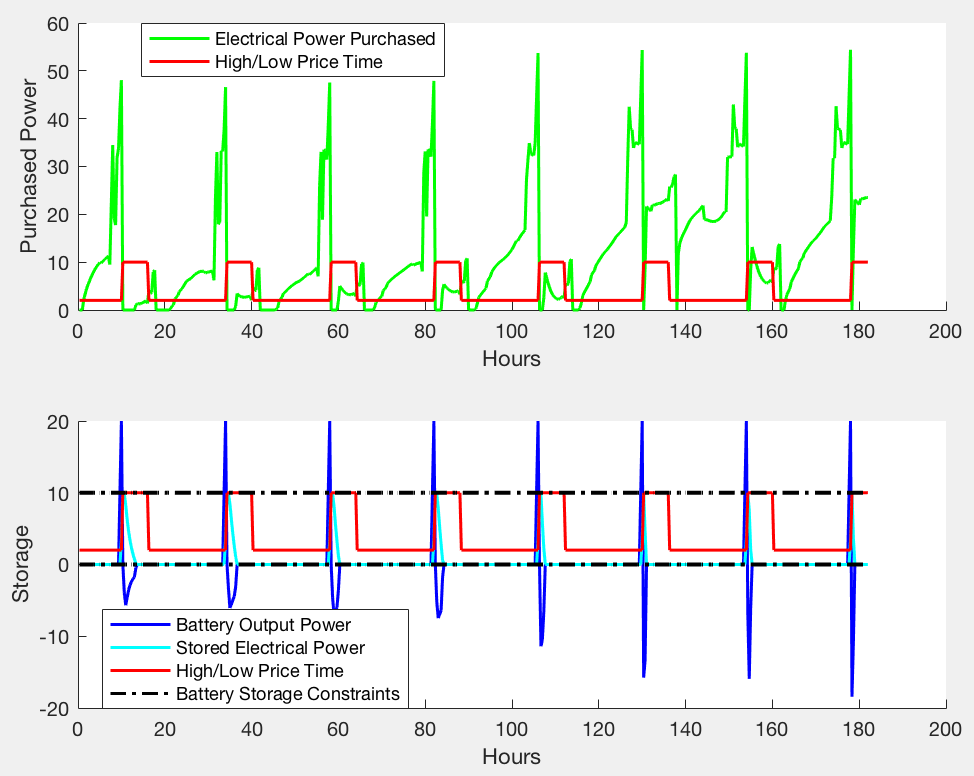 60
50
40
30
20
10
0
Purchased Power
Electrical Power Purchased
High/Low Price Time
0 20 40 60 80 100 120 140 160 180 200
Hours
20
10
0
-10
-20
Storage
Battery Output Power
Stored Electrical Power
High/Low Price Time
Battery Storage Constraints
0 20 40 60 80 100 120 140 160 180 200
Hours